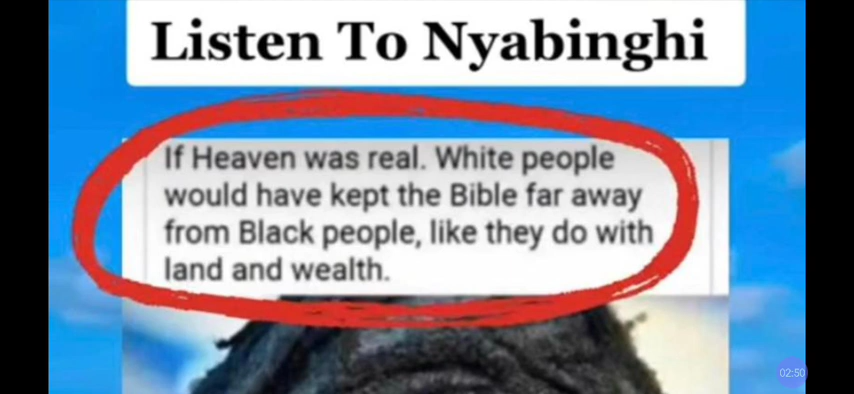 Listen To Nyabinghi
If Heaven was real. White people
would have kept the Bible far away
from Black people, like they do with
land and wealth.
02:50